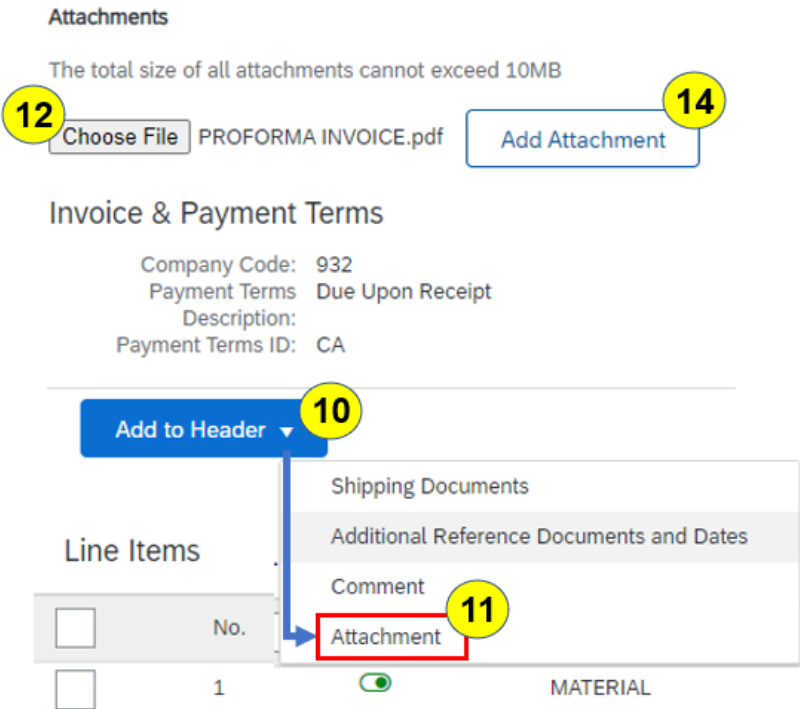 Attachments
The total size of all attachments cannot exceed 10MB
12
14
Choose File PROFORMA INVOICE.pdf Add Attachment
Invoice & Payment Terms
Company Code: 932
Payment Terms Due Upon Receipt
Description:
Payment Terms ID: CA
Add to Header 10
Shipping Documents
Additional Reference Documents and Dates
Line Items
Comment
11
No. Attachment
1 MATERIAL